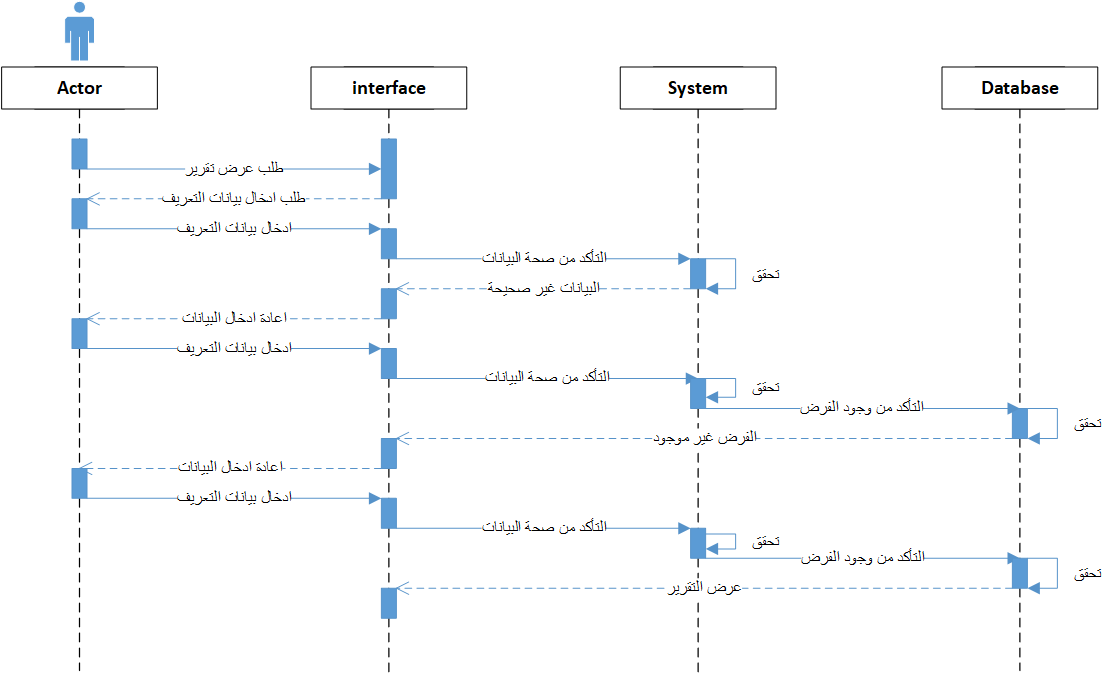 Actor
interface
System
Database
طلب عرض تقرير
طلب ادخال بيانات التعريف
ادخال بيانات التعريف
التأكد من صحة البيانات
تحقق
البيانات غير صحيحة
اعادة ادخال البيانات
ادخال بيانات التعريف
التأكد من صحة البيانات
تحقق
التأكد من وجود الفرض
تحقق
الفرض غير موجود
اعادة ادخال البيانات
ادخال بيانات التعريف
التأكد من صحة البيانات
تحقق
التأكد من وجود الفرض
تحقق
عرض التقرير